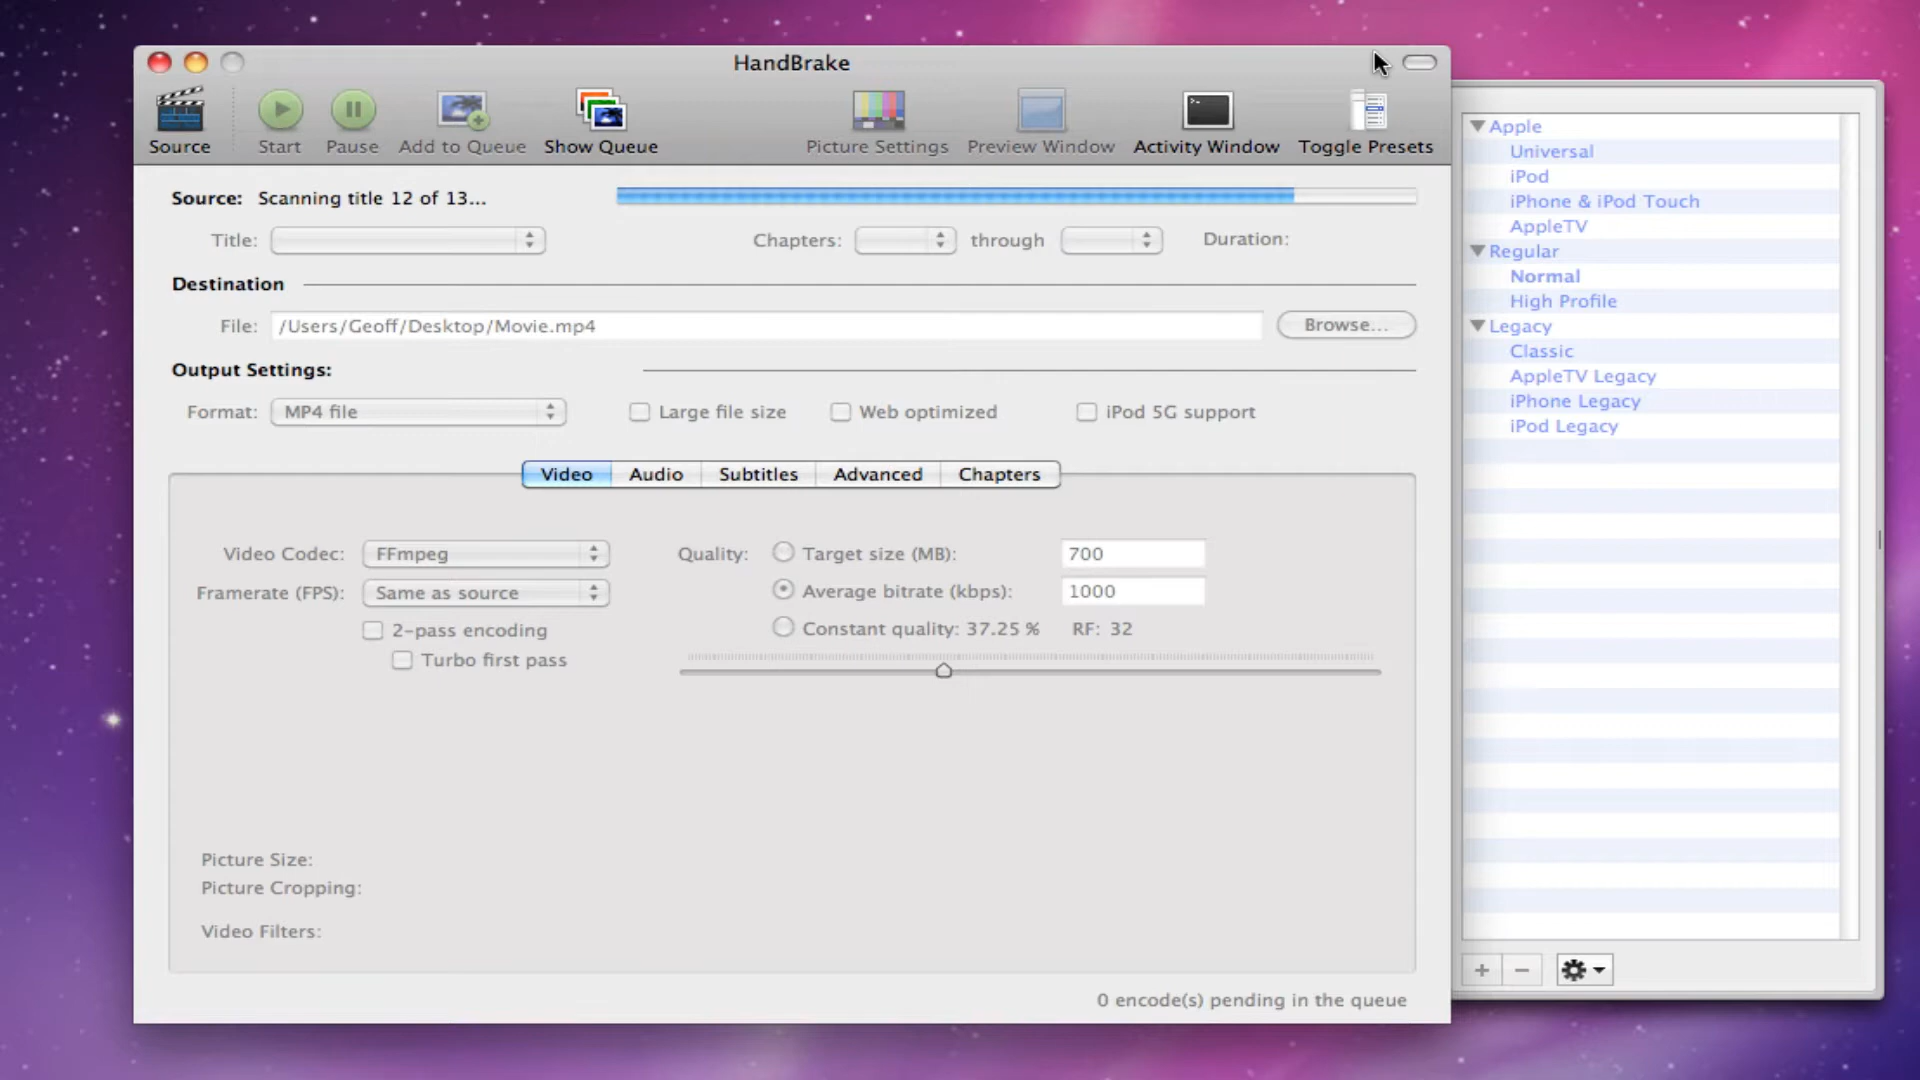 HandBrake
Source Start Pause Add to Queue Show Queue Picture Settings Preview Window Activity Window Toggle Presets
Source: Scanning title 12 of 13...
Title: Chapters: through Duration:
Destination
File: /Users/Geoff/Desktop/Movie.mp4 Browse...
Output Settings:
Format: MP4 file Large file size Web optimized iPod 5G support
Video Audio Subtitles Advanced Chapters
Video Codec: FFmpeg Quality: Target size (MB): 700
Framerate (FPS): Same as source Average bitrate (kbps): 1000
2-pass encoding Constant quality: 37.25 % RF: 32
Turbo first pass
Picture Size:
Picture Cropping:
Video Filters:
0 encode(s) pending in the queue
Apple
Universal
iPod
iPhone & iPod Touch
AppleTV
Regular
Normal
High Profile
Legacy
Classic
AppleTV Legacy
iPhone Legacy
iPod Legacy